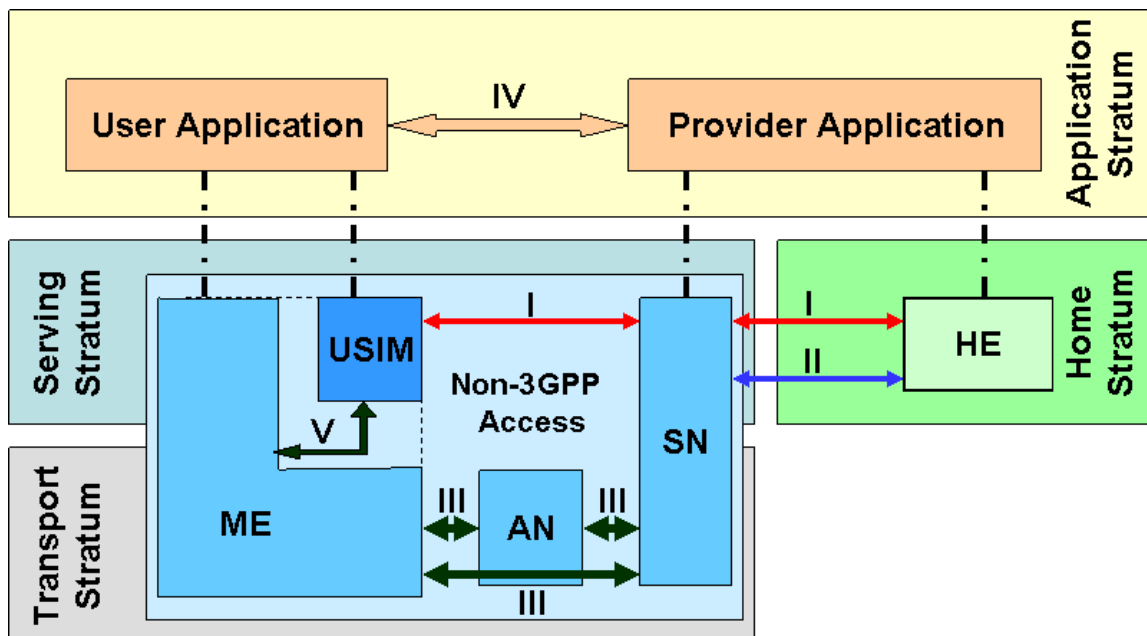 IV
User Application
Provider Application
Application
Stratum
Serving
Stratum
I
I
USIM
HE
II
Non-3GPP
Access
Home
Stratum
V
SN
III
III
ME
AN
III
Transport
Stratum